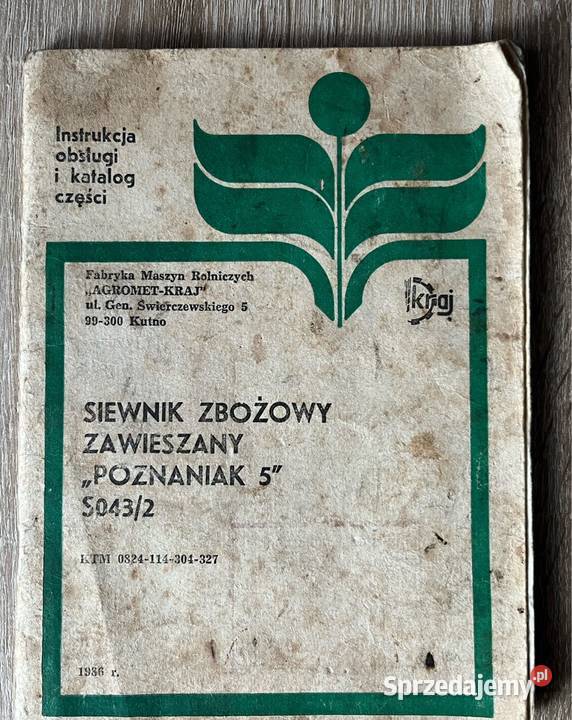 Instrukcja
obsługi
i katalog
części
Fabryka Maszyn Rolniczych
„AGROMET-KRAJ"
ul. Gen. Świerczewskiego 5
99-300 Kutno
kraj
SIEWNIK ZBOŻOWY
ZAWIESZANY
„POZNANIAK 5"
S043/2
KTM 0824-114-304-327
1986 r.
Sprzedajemy.pl